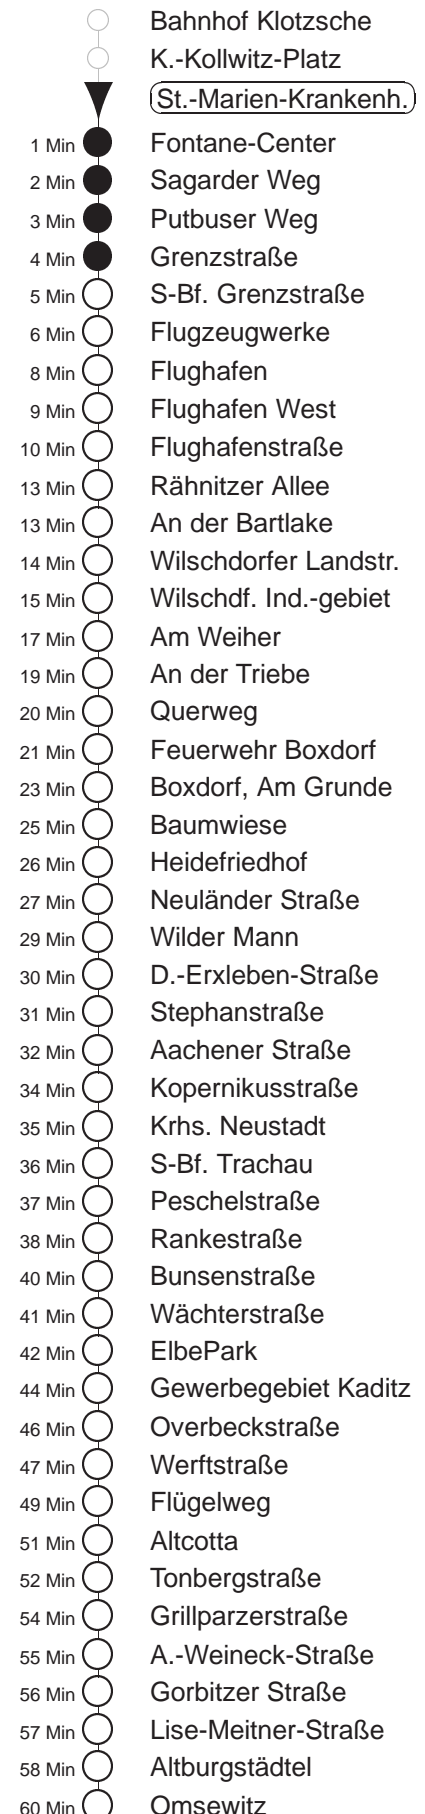 Bahnhof Klotzsche
K.-Kollwitz-Platz
St.-Marien-Krankenh.
1 Min Fontane-Center
2 Min Sagarder Weg
3 Min Putbuser Weg
4 Min Grenzstraße
5 Min S-Bf. Grenzstraße
6 Min Flugzeugwerke
8 Min Flughafen
9 Min Flughafen West
10 Min Flughafenstraße
13 Min Rähnitzer Allee
13 Min An der Bartlake
14 Min Wilschdorfer Landstr.
15 Min Wilschdf. Ind.-gebiet
17 Min Am Weiher
19 Min An der Triebe
20 Min Querweg
21 Min Feuerwehr Boxdorf
23 Min Boxdorf, Am Grunde
25 Min Baumwiese
26 Min Heidefriedhof
27 Min Neuländer Straße
29 Min Wilder Mann
30 Min D.-Erxleben-Straße
31 Min Stephanstraße
32 Min Aachener Straße
34 Min Kopernikusstraße
35 Min Krhs. Neustadt
36 Min S-Bf. Trachau
37 Min Peschelstraße
38 Min Rankestraße
40 Min Bunsenstraße
41 Min Wächterstraße
42 Min ElbePark
44 Min Gewerbegebiet Kaditz
46 Min Overbeckstraße
47 Min Werftstraße
49 Min Flügelweg
51 Min Altcotta
52 Min Tonbergstraße
54 Min Grillparzerstraße
55 Min A.-Weineck-Straße
56 Min Gorbitzer Straße
57 Min Lise-Meitner-Straße
58 Min Altburgstädtel
60 Min Omsewitz